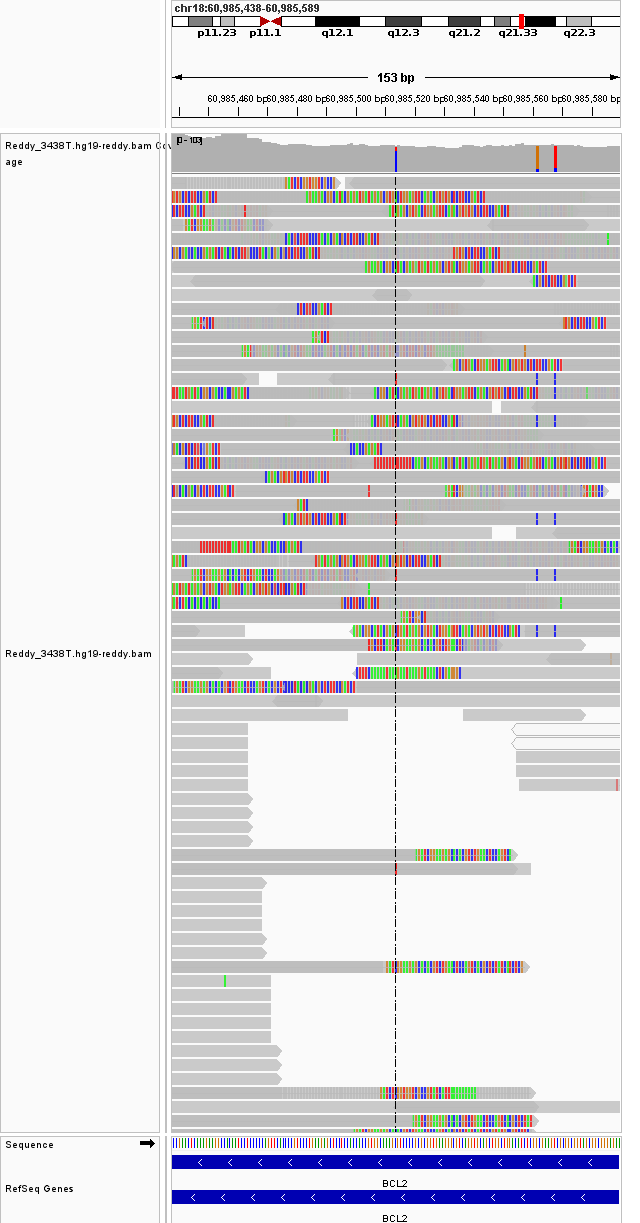 chr18:60,985,438-60,985,589
p11.23 p11.1 q12.1 q12.3 q21.2 q21.33 q22.3
153 bp
60,985,460 bp 60,985,480 bp 60,985,500 bp 60,985,520 bp 60,985,540 bp 60,985,560 bp 60,985,580 bp
Reddy_3438T.hg19-reddy.bam Cov
age
[0 - 103]
Reddy_3438T.hg19-reddy.bam
Sequence
RefSeq Genes
BCL2
BCL2